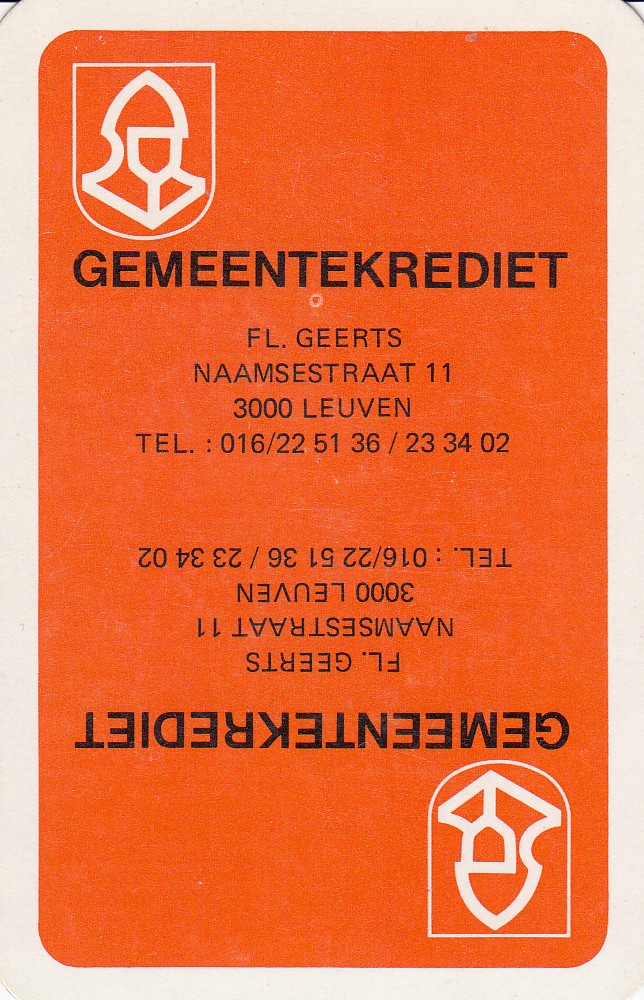 GEMEENTEKREDIET
FL. GEERTS
NAAMSESTRAAT 11
3000 LEUVEN
TEL. : 016/22 51 36 / 23 34 02
TEL. : 016/22 51 36 / 23 34 02
3000 LEUVEN
NAAMSESTRAAT 11
FL. GEERTS
GEMEENTEKREDIET